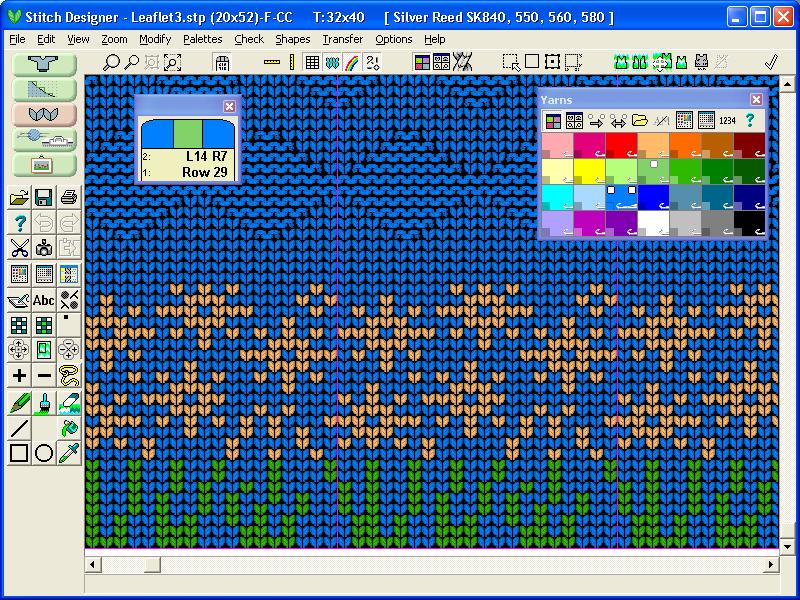 Stitch Designer - Leaflet3.stp (20x52)-F-CC T:32x40 [ Silver Reed SK840, 550, 560, 580 ]
File Edit View Zoom Modify Palettes Check Shapes Transfer Options Help
Yarns
1234 ?
2: L14 R7
1: Row 29
?
Abc